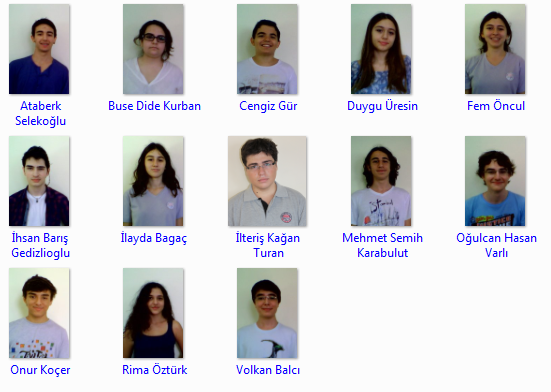 Ataberk
Selekoğlu
Buse Dide Kurban
Cengiz Gür
Duygu Üresin
Fem Öncul
İhsan Barış
Gedizlioglu
İlayda Bagaç
İlteriş Kağan
Turan
Mehmet Semih
Karabulut
Oğulcan Hasan
Varlı
Onur Koçer
Rima Öztürk
Volkan Balcı